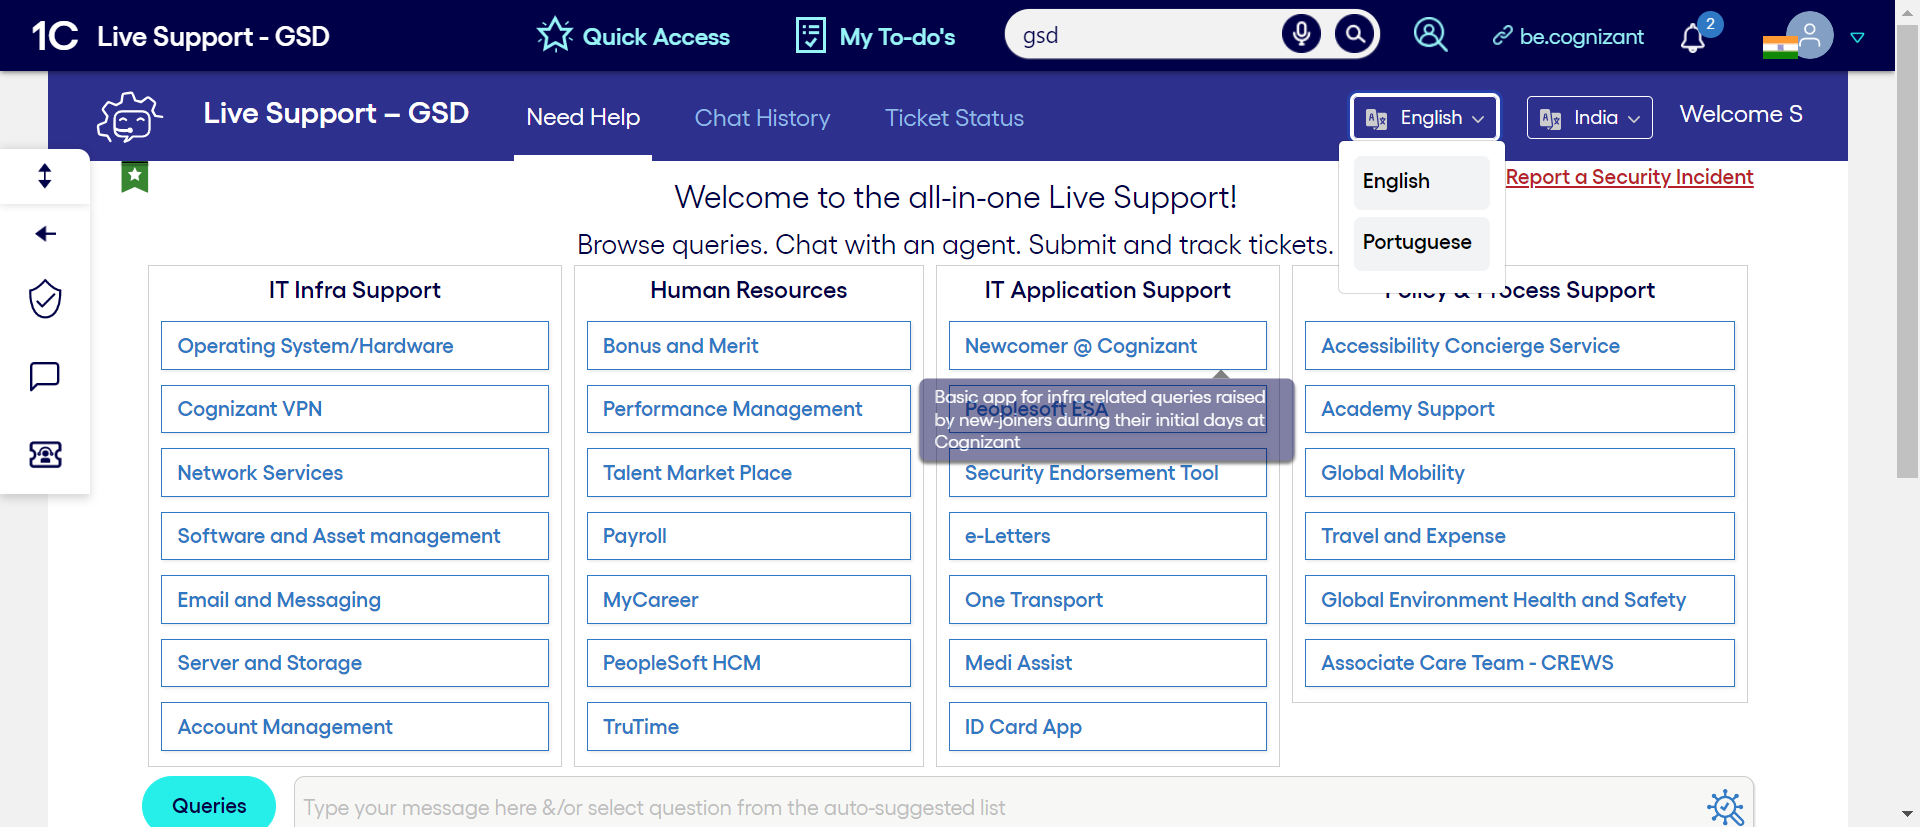 1C Live Support - GSD
Quick Access
My To-do's
gsd
be.cognizant
2
Live Support – GSD
Need Help
Chat History
Ticket Status
English
India
Welcome S
English
Portuguese
Report a Security Incident
Welcome to the all-in-one Live Support!
Browse queries. Chat with an agent. Submit and track tickets.
IT Infra Support
Operating System/Hardware
Cognizant VPN
Network Services
Software and Asset management
Email and Messaging
Server and Storage
Account Management
Human Resources
Bonus and Merit
Performance Management
Talent Market Place
Payroll
MyCareer
PeopleSoft HCM
TruTime
IT Application Support
Newcomer @ Cognizant
Basic app for infra related queries raised
by new-joiners during their initial days at
Cognizant
Peoplesoft ESA
Security Endorsement Tool
e-Letters
One Transport
Medi Assist
ID Card App
Policy & Process Support
Accessibility Concierge Service
Academy Support
Global Mobility
Travel and Expense
Global Environment Health and Safety
Associate Care Team - CREWS
Queries
Type your message here &/or select question from the auto-suggested list